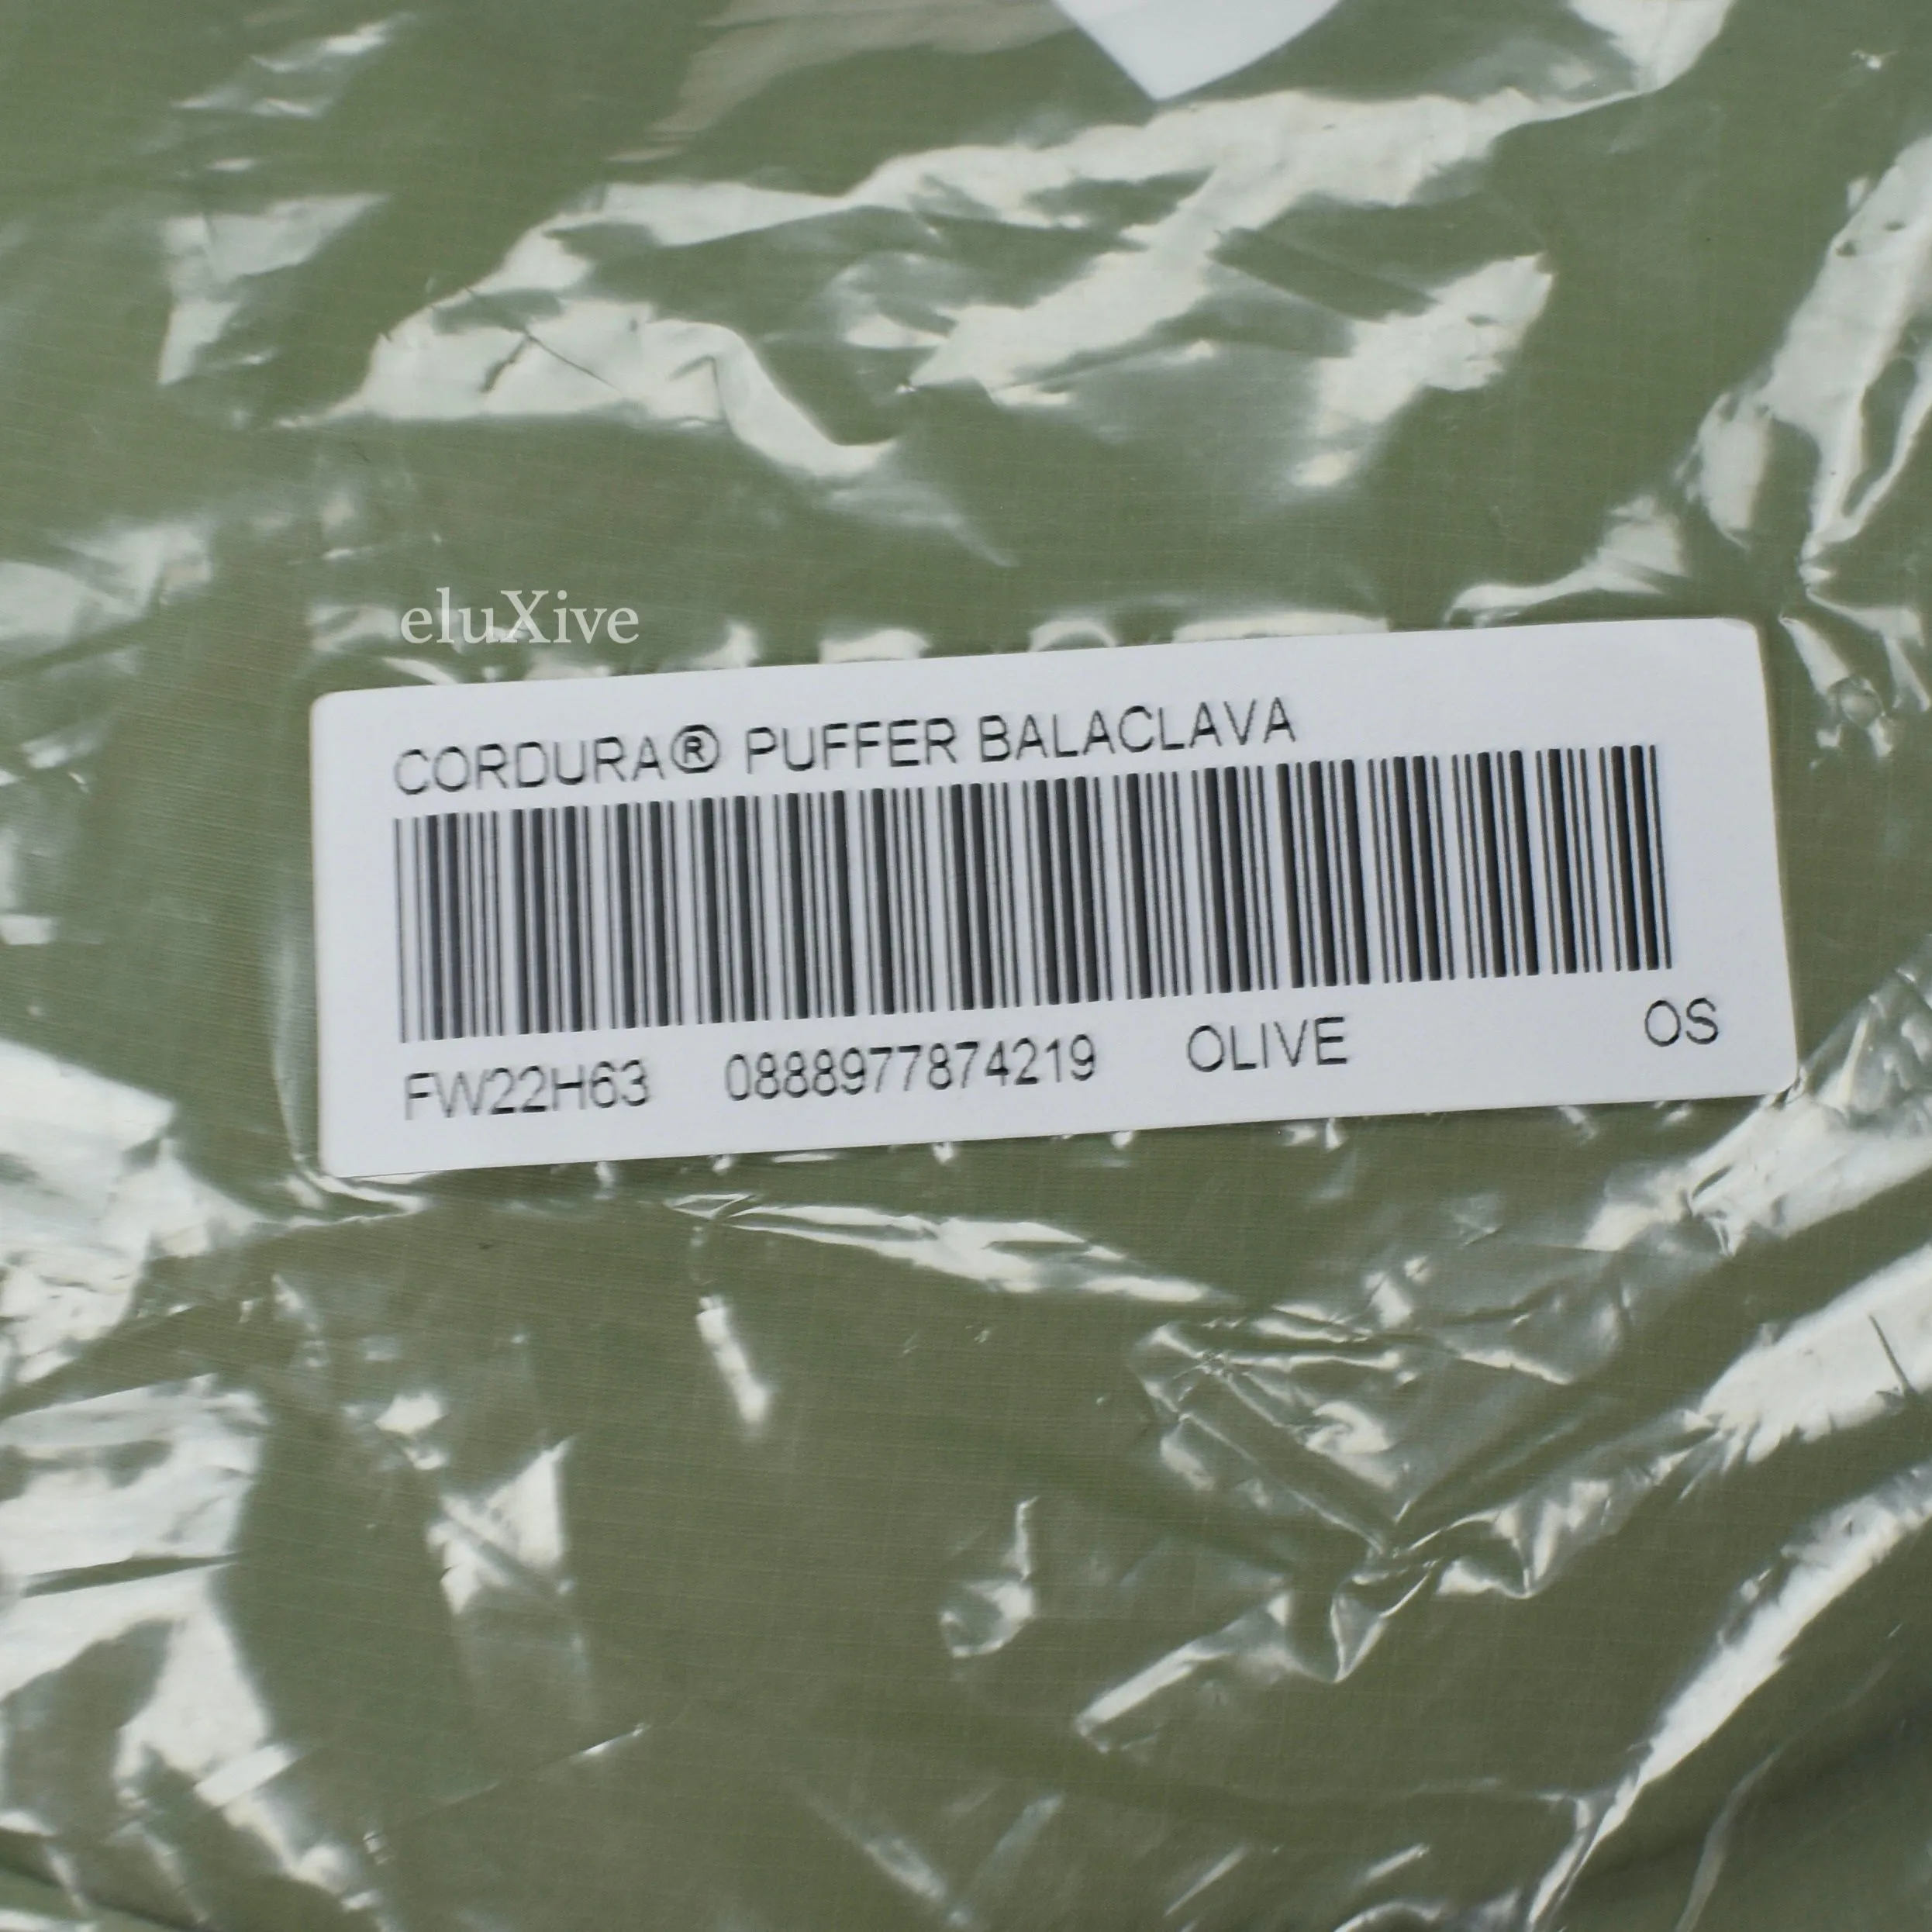 eluXive
CORDURA® PUFFER BALACLAVA
FW22H63 0888977874219 OLIVE OS